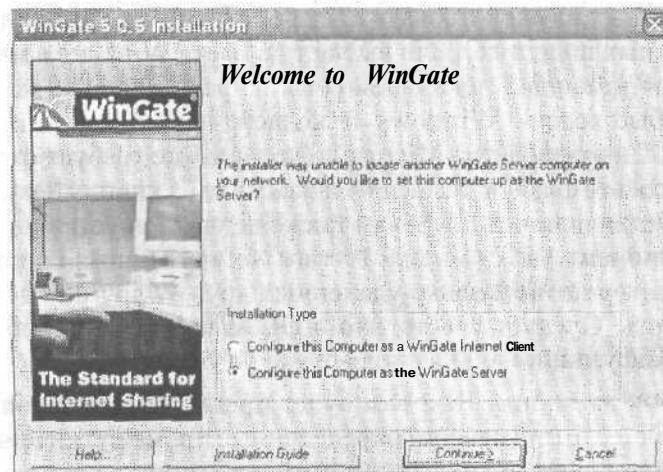 WinGate 5.0.5 Installation
Welcome to WinGate
WinGate®
The installer was unable to locate another WinGate Server computer on
your network. Would you like to set this computer up as the WinGate
Server?
Installation Type
Configure this Computer as a WinGate Internet Client
Configure this Computer as the WinGate Server
The Standard for
Internet Sharing
Help...
Installation Guide
Continue >
Cancel